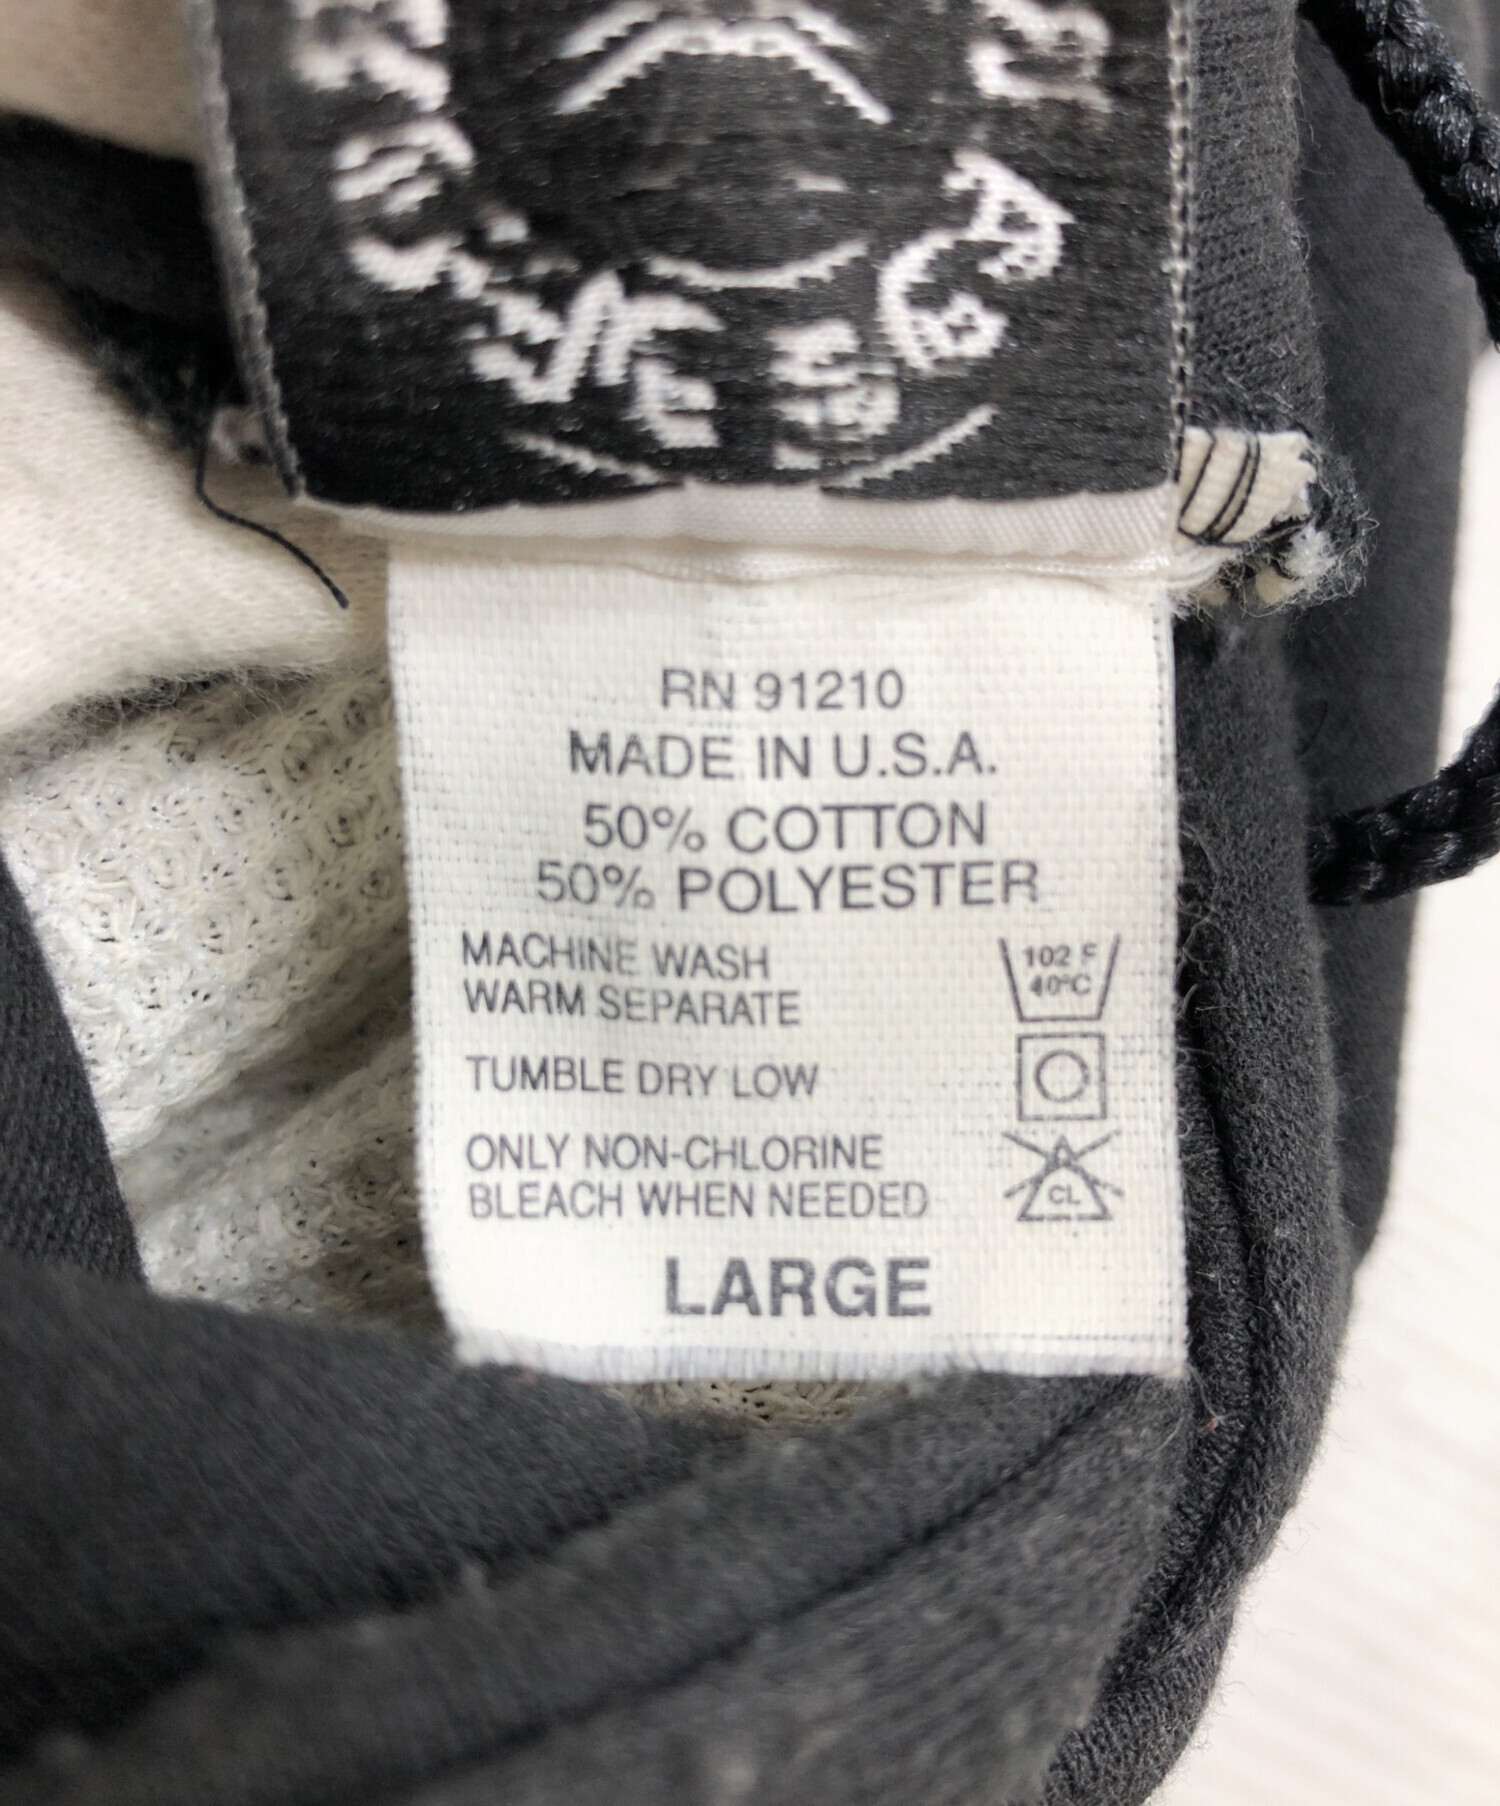 RN 91210
MADE IN U.S.A.
50% COTTON
50% POLYESTER
MACHINE WASH
WARM SEPARATE
102 F
40°C
TUMBLE DRY LOW
ONLY NON-CHLORINE
BLEACH WHEN NEEDED
CL
LARGE